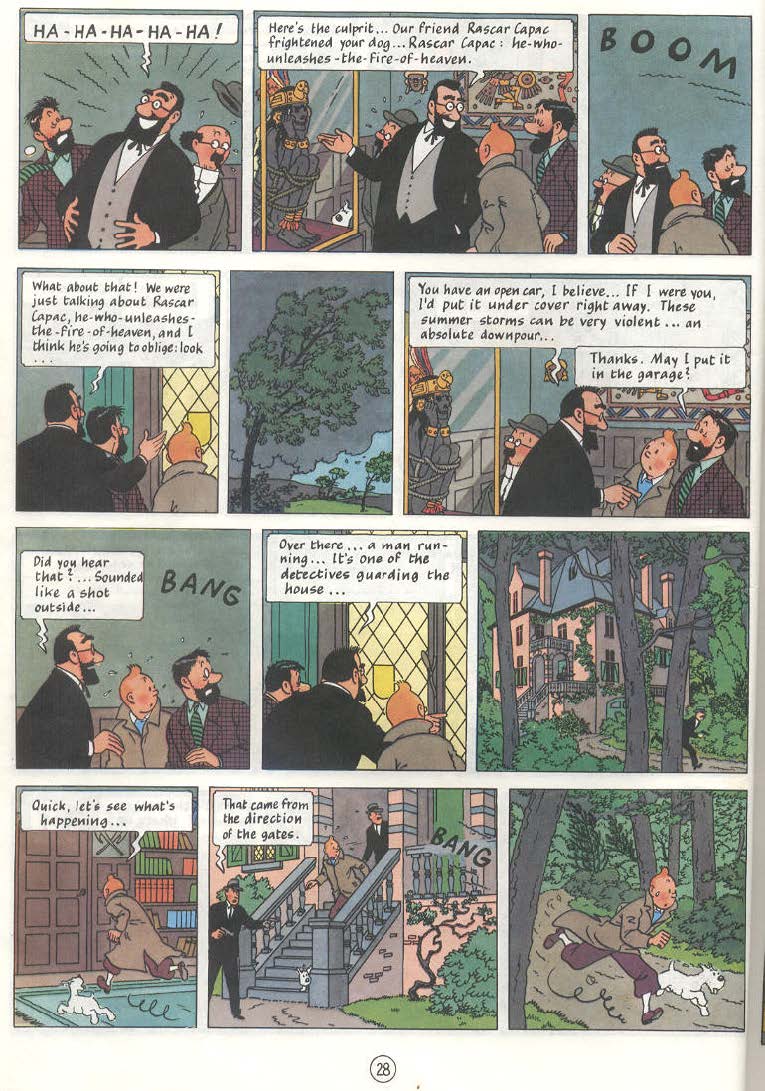 HA-HA-HA-HA-HA!
Here's the culprit... Our friend Rascar Capac
frightened your dog... Rascar Capac: he-who-
unleashes-the-fire-of-heaven.
BOOM
What about that! We were
just talking about Rascar
Capac, he-who-unleashes-
the-fire-of-heaven, and I
think he's going to oblige: look
...
You have an open car, I believe... If I were you,
I'd put it under cover right away. These
summer storms can be very violent... an
absolute downpour...
Thanks. May I put it
in the garage?
Did you hear
that?... Sounded
like a shot
outside...
BANG
Over there... a man run-
ning... It's one of the
detectives guarding the
house...
Quick, let's see what's
happening...
That came from
the direction
of the gates.
BANG
28